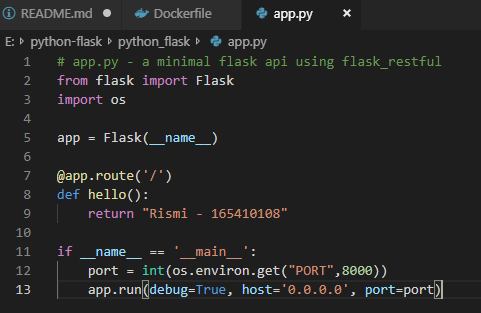 README.md
Dockerfile
app.py
E: > python-flask > python_flask > app.py
1 # app.py - a minimal flask api using flask_restful
2 from flask import Flask
3 import os
4
5 app = Flask(__name__)
6
7 @app.route('/')
8 def hello():
9     return "Rismi - 165410108"
10
11 if __name__ == '__main__':
12     port = int(os.environ.get("PORT",8000))
13     app.run(debug=True, host='0.0.0.0', port=port)